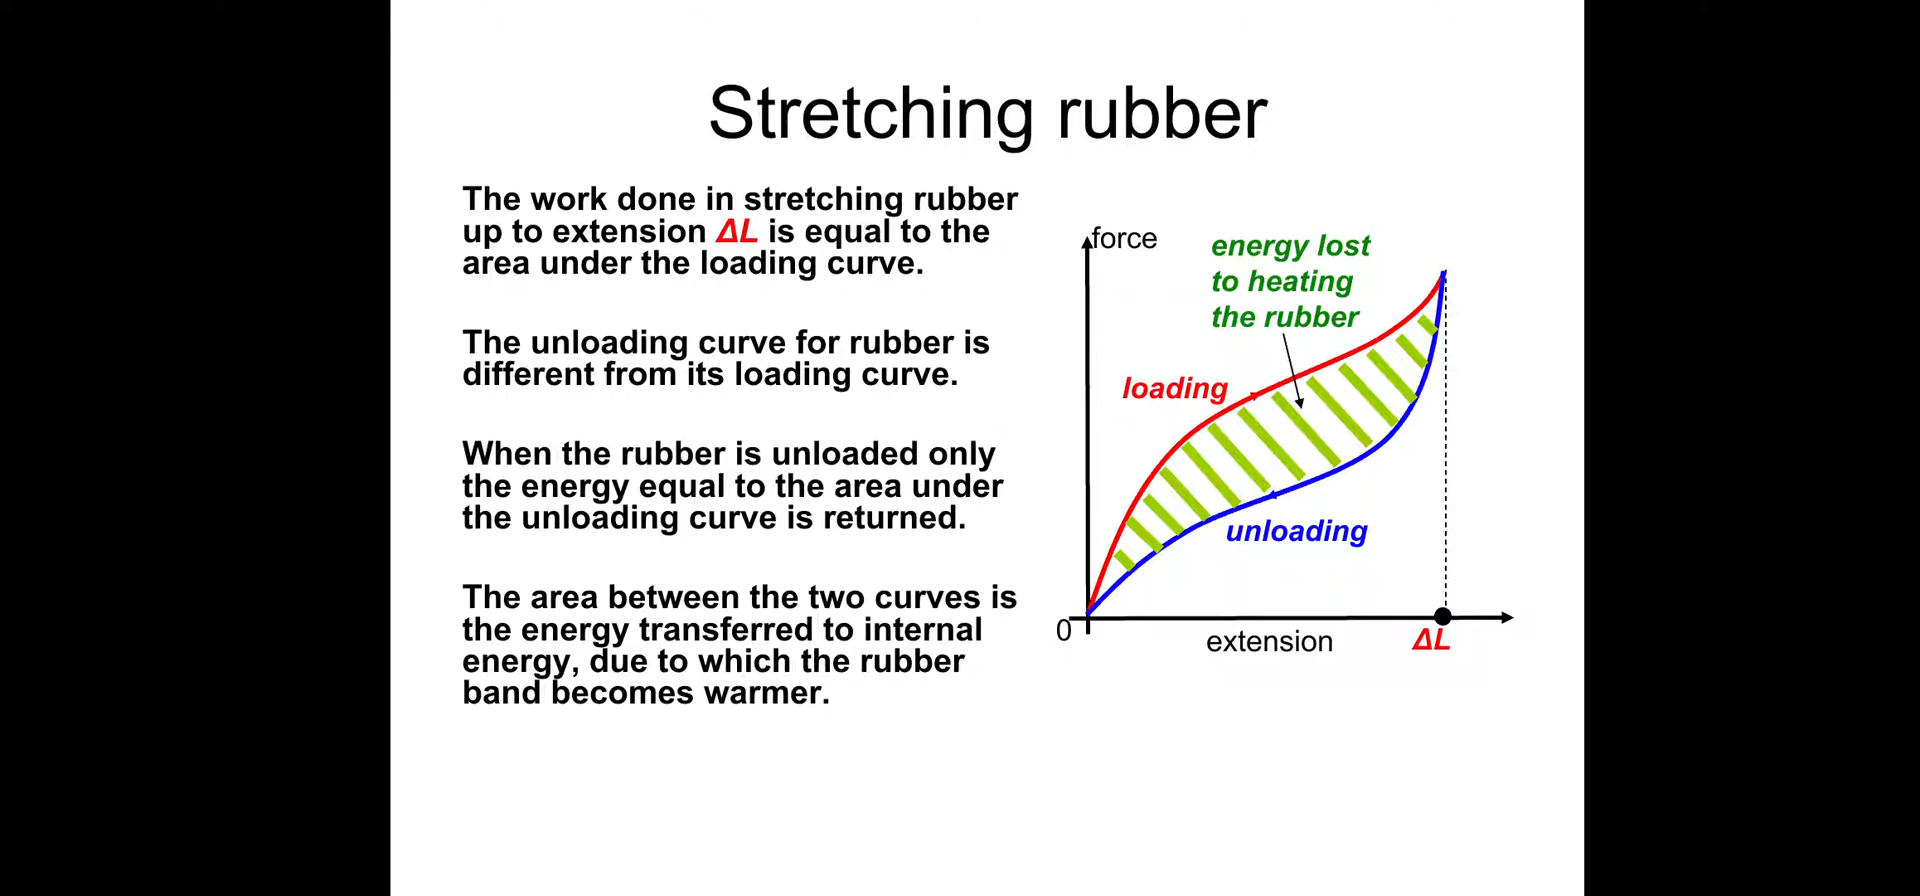 Stretching rubber
The work done in stretching rubber
up to extension ΔL is equal to the
area under the loading curve.
The unloading curve for rubber is
different from its loading curve.
When the rubber is unloaded only
the energy equal to the area under
the unloading curve is returned.
The area between the two curves is
the energy transferred to internal
energy, due to which the rubber
band becomes warmer.
force
energy lost
to heating
the rubber
loading
unloading
0
extension
ΔL